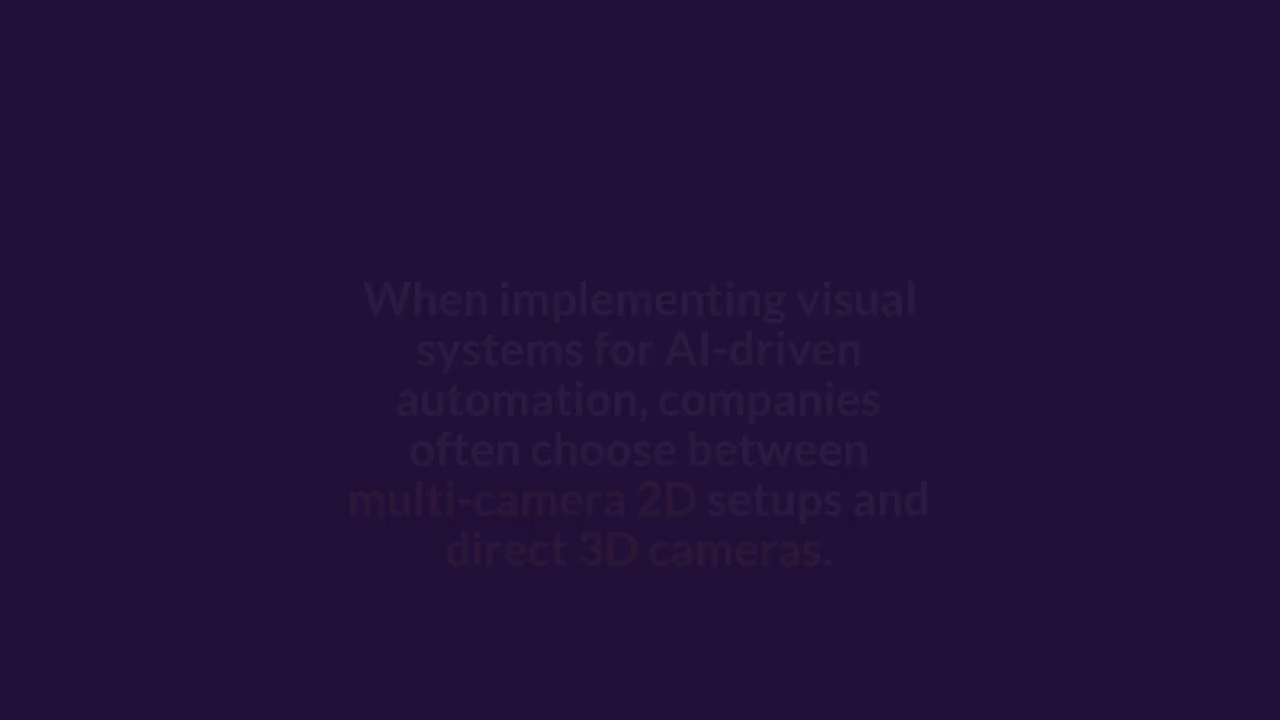 When implementing visual
systems for AI-driven
automation, companies
often choose between
multi-camera 2D setups and
direct 3D cameras.